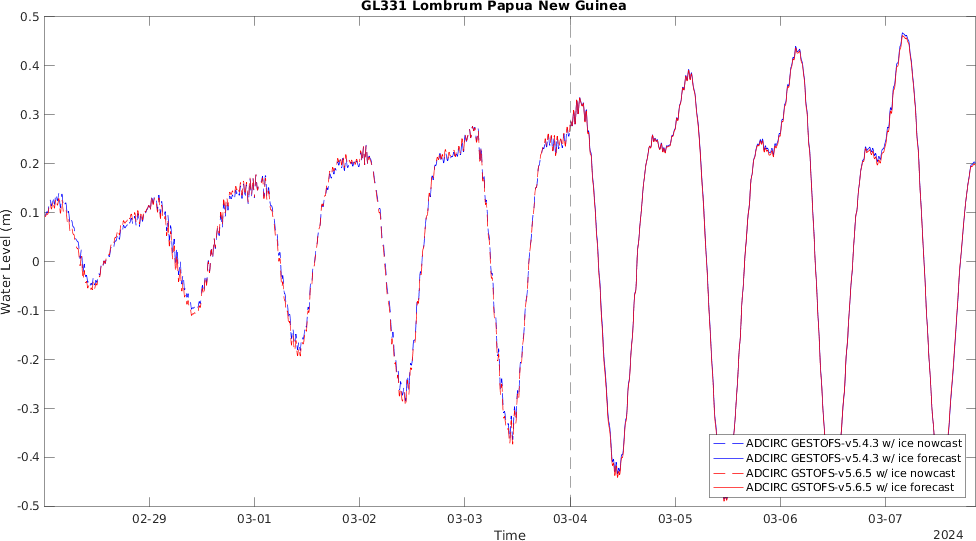 GL331 Lombrum Papua New Guinea
0.5
0.4
0.3
0.2
0.1
0
-0.1
-0.2
-0.3
-0.4
-0.5
Water Level (m)
02-29
03-01
03-02
03-03
03-04
03-05
03-06
03-07
Time
2024
ADCIRC GESTOFS-v5.4.3 w/ ice nowcast
ADCIRC GESTOFS-v5.4.3 w/ ice forecast
ADCIRC GSTOFS-v5.6.5 w/ ice nowcast
ADCIRC GSTOFS-v5.6.5 w/ ice forecast